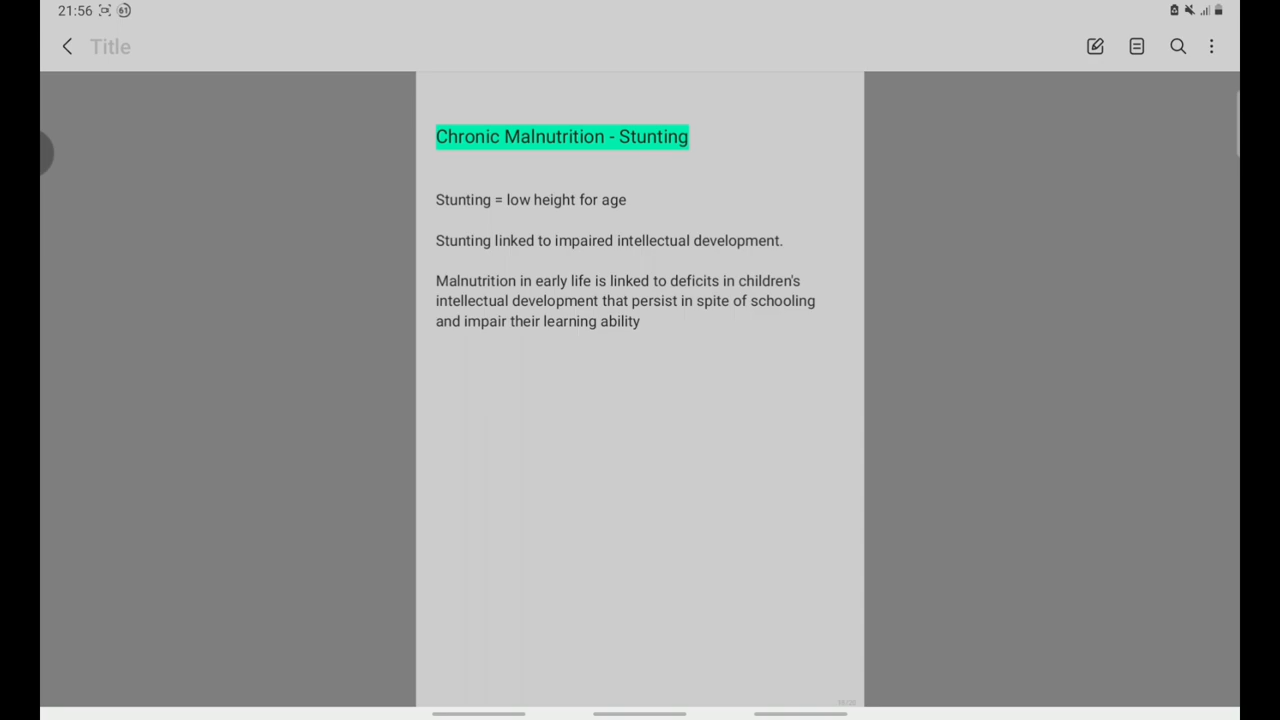 21:56 61
Title
Chronic Malnutrition - Stunting
Stunting = low height for age
Stunting linked to impaired intellectual development.
Malnutrition in early life is linked to deficits in children's
intellectual development that persist in spite of schooling
and impair their learning ability